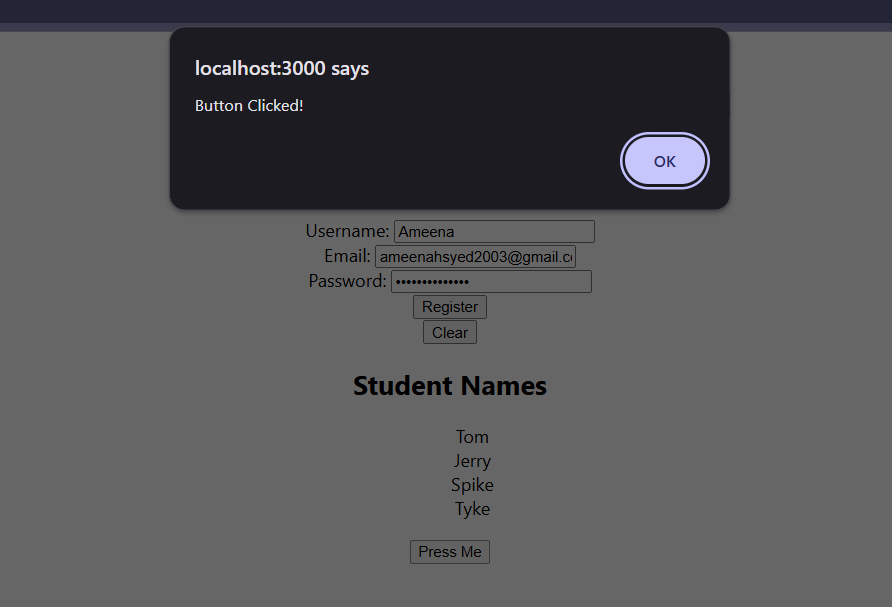 localhost:3000 says
Button Clicked!
OK
Username: Ameena
Email: ameenahsyed2003@gmail.c
Password: ••••••••••••••
Register
Clear
Student Names
Tom
Jerry
Spike
Tyke
Press Me